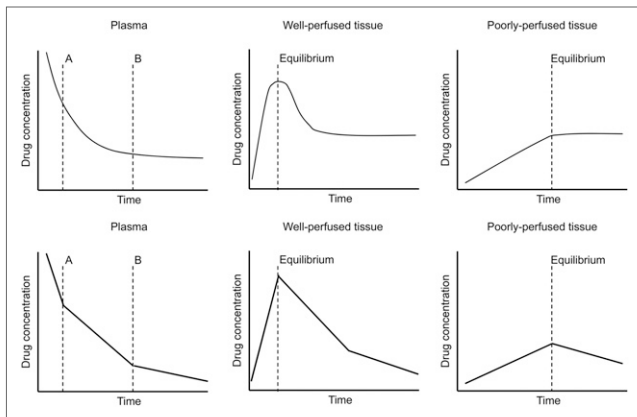 Plasma
Well-perfused tissue
Poorly-perfused tissue
A
B
Equilibrium
Equilibrium
Drug concentration
Drug concentration
Drug concentration
Time
Time
Time
Plasma
Well-perfused tissue
Poorly-perfused tissue
A
B
Equilibrium
Equilibrium
Drug concentration
Drug concentration
Drug concentration
Time
Time
Time